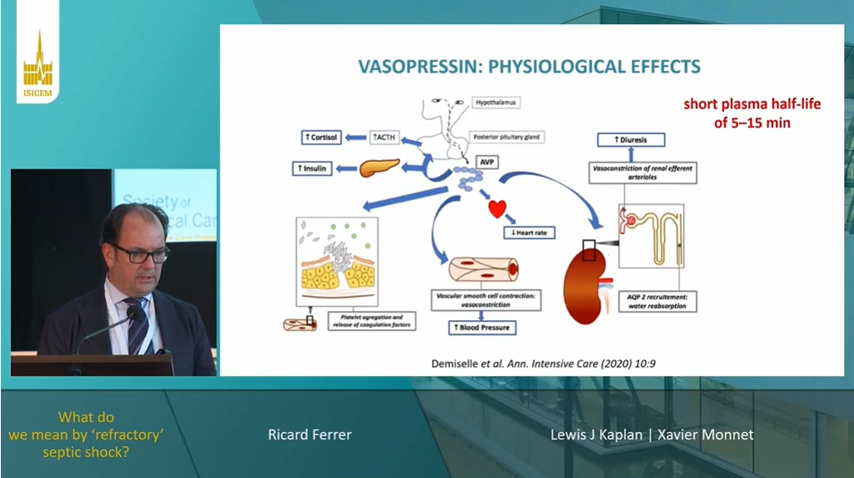 ISICEM
VASOPRESSIN: PHYSIOLOGICAL EFFECTS
short plasma half-life
of 5–15 min
Hypothalamus
Posterior pituitary gland
↑ Cortisol
↑ACTH
↑ Insulin
AVP
↑ Diuresis
Vasoconstriction of renal efferent
arterioles
↓ Heart rate
Platelet agregation and
release of coagulation factors
Vascular smooth cell contraction:
vasoconstriction
↑ Blood Pressure
AQP 2 recruitement:
water reabsorption
Demiselle et al. Ann. Intensive Care (2020) 10:9
Society of
What do
we mean by ‘refractory’
septic shock?
Ricard Ferrer
Lewis J Kaplan | Xavier Monnet